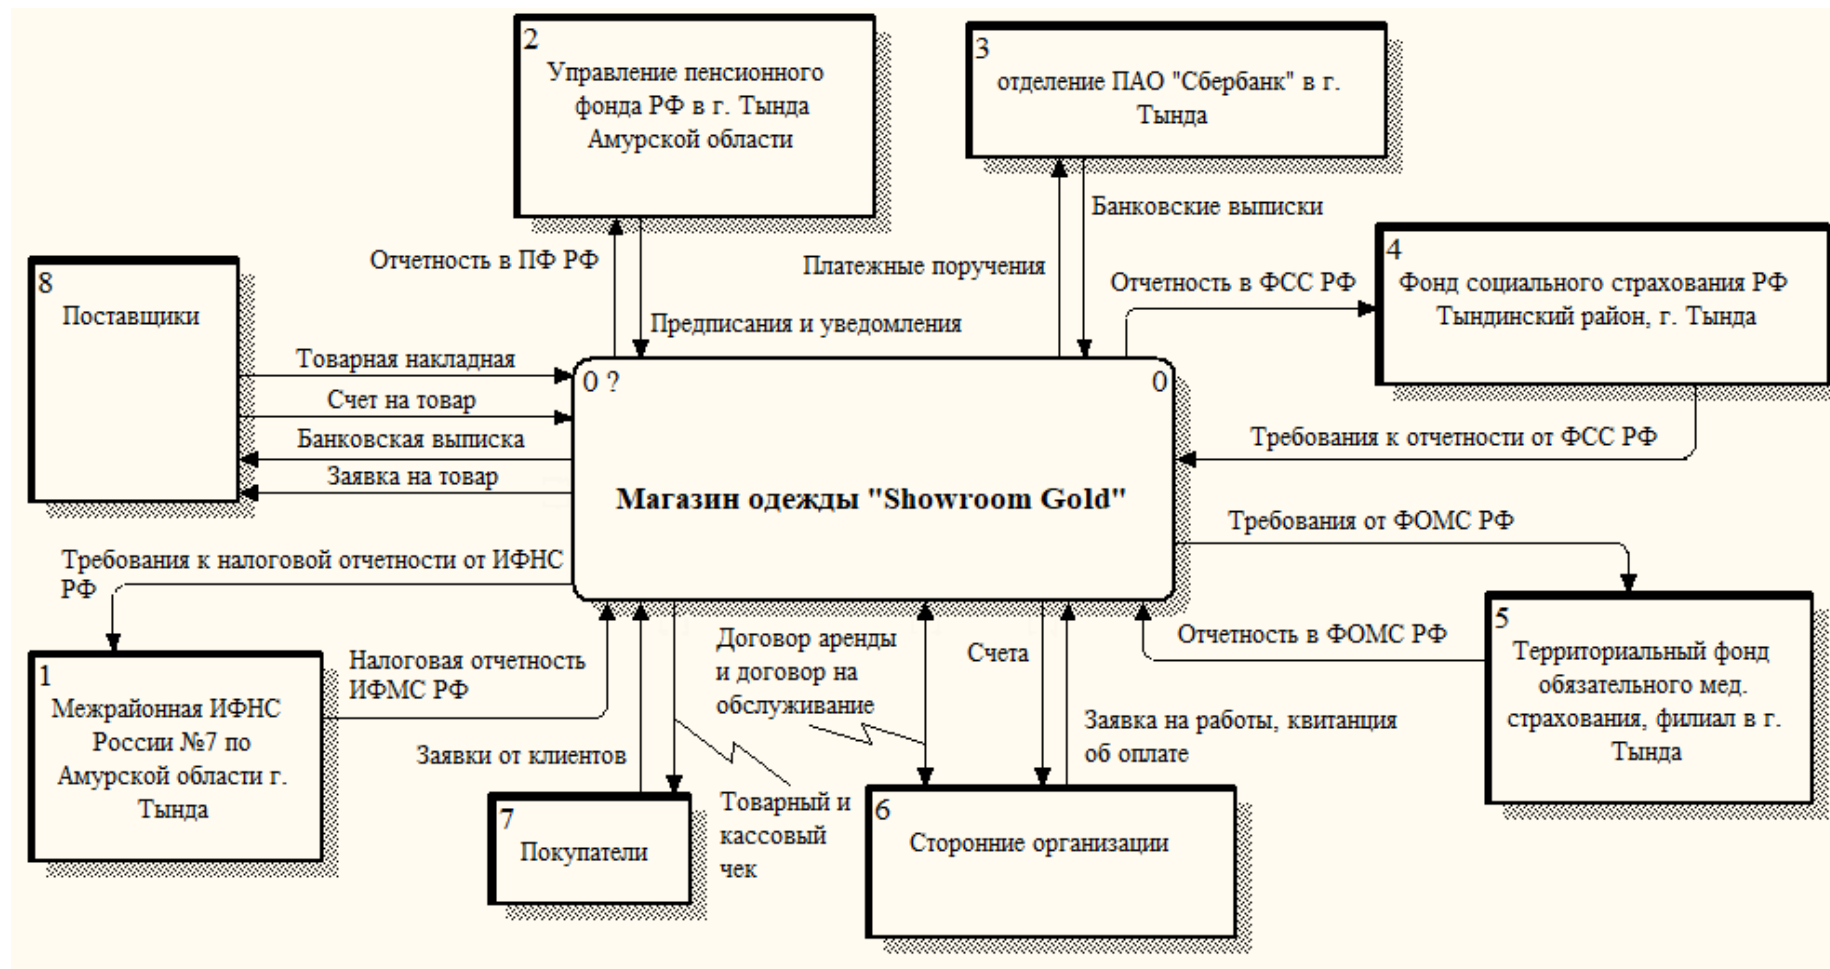 2
Управление пенсионного
фонда РФ в г. Тында
Амурской области
3
отделение ПАО "Сбербанк" в г.
Тында
Банковские выписки
Отчетность в ПФ РФ
Платежные поручения
Отчетность в ФСС РФ
4
Фонд социального страхования РФ
Тындинский район, г. Тында
8
Поставщики
Предписания и уведомления
Товарная накладная
Счет на товар
Банковская выписка
Заявка на товар
0 ?
0
Магазин одежды "Showroom Gold"
Требования к отчетности от ФСС РФ
Требования от ФОМС РФ
Требования к налоговой отчетности от ИФНС
РФ
1
Межрайонная ИФНС
России №7 по
Амурской области г.
Тында
Налоговая отчетность
ИФМС РФ
Заявки от клиентов
7
Покупатели
Товарный и
кассовый
чек
Договор аренды
и договор на
обслуживание
Счета
Заявка на работы, квитанция
об оплате
6
Сторонние организации
Отчетность в ФОМС РФ
5
Территориальный фонд
обязательного мед.
страхования, филиал в г.
Тында